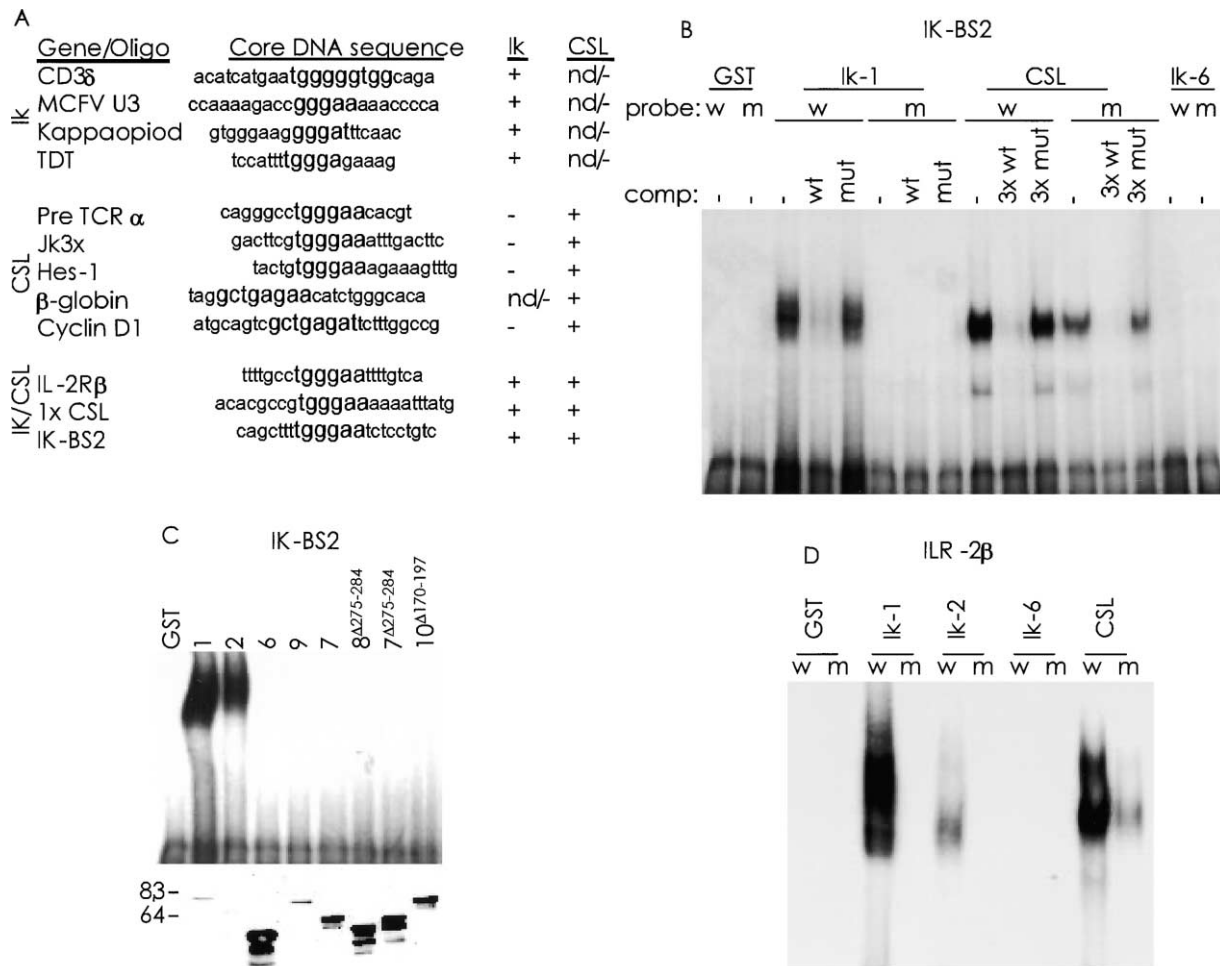 A
Gene/Oligo Core DNA sequence Ik CSL
Ik
CD3δ acatcatgaatgggggtggcaga + nd/-
MCFV U3 ccaaaagaccgggaaaaacccca + nd/-
Kappaopiod gtgggaaggggatttcaac + nd/-
TDT tccattttgggagaaag + nd/-
CSL
Pre TCR α cagggcctgggaacacgt - +
Jk3x gacttcgtgggaaatttgacttc - +
Hes-1 tactgtgggaaagaaagtttg - +
β-globin taggctgagaacatctgggcaca nd/- +
Cyclin D1 atgcagtcgctgagattctttggccg - +
IK/CSL
IL-2Rβ ttttgcctgggaattttgtca + +
1x CSL acacgccgtgggaaaaaatttatg + +
IK-BS2 cagcttttgggaatctcctgtc + +
B
IK-BS2
GST Ik-1 CSL Ik-6
probe: w m w m w m w m
comp: - - - wt mut - wt mut - 3x wt 3x mut - 3x wt 3x mut - -
C
IK-BS2
GST 1 2 6 9 7 8Δ275-284 7Δ275-284 10Δ170-197
83-
64-
D
ILR-2β
GST Ik-1 Ik-2 Ik-6 CSL
w m w m w m w m w m